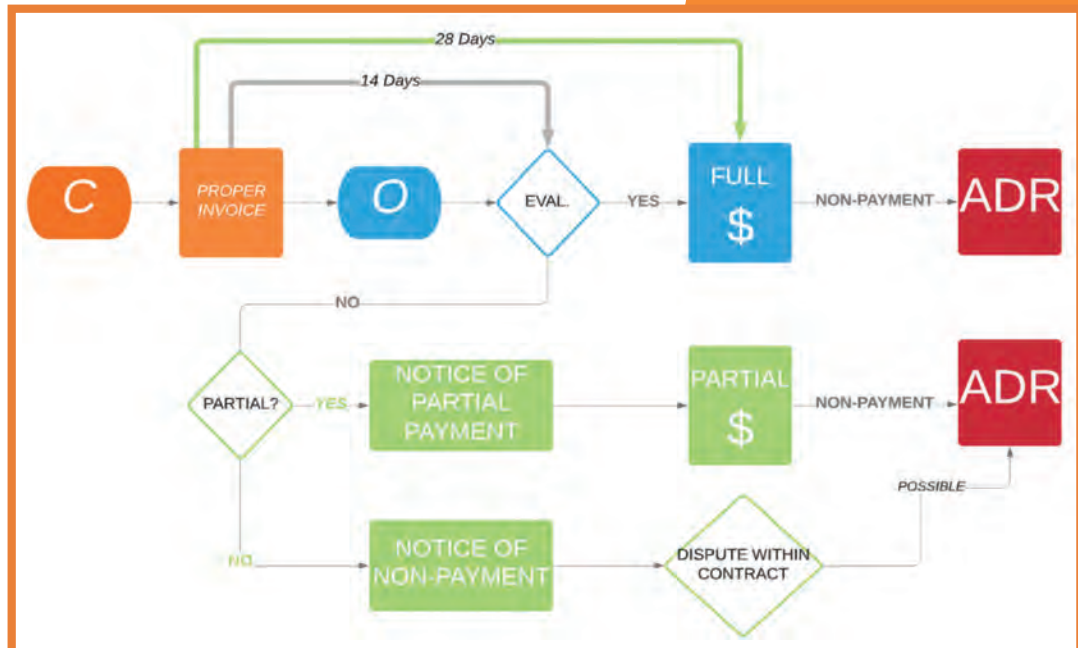 28 Days
14 Days
C
PROPER
INVOICE
O
EVAL.
YES
FULL
$
NON-PAYMENT
ADR
NO
PARTIAL?
YES
NOTICE OF
PARTIAL
PAYMENT
PARTIAL
$
NON-PAYMENT
ADR
POSSIBLE
NO
NOTICE OF
NON-PAYMENT
DISPUTE WITHIN
CONTRACT